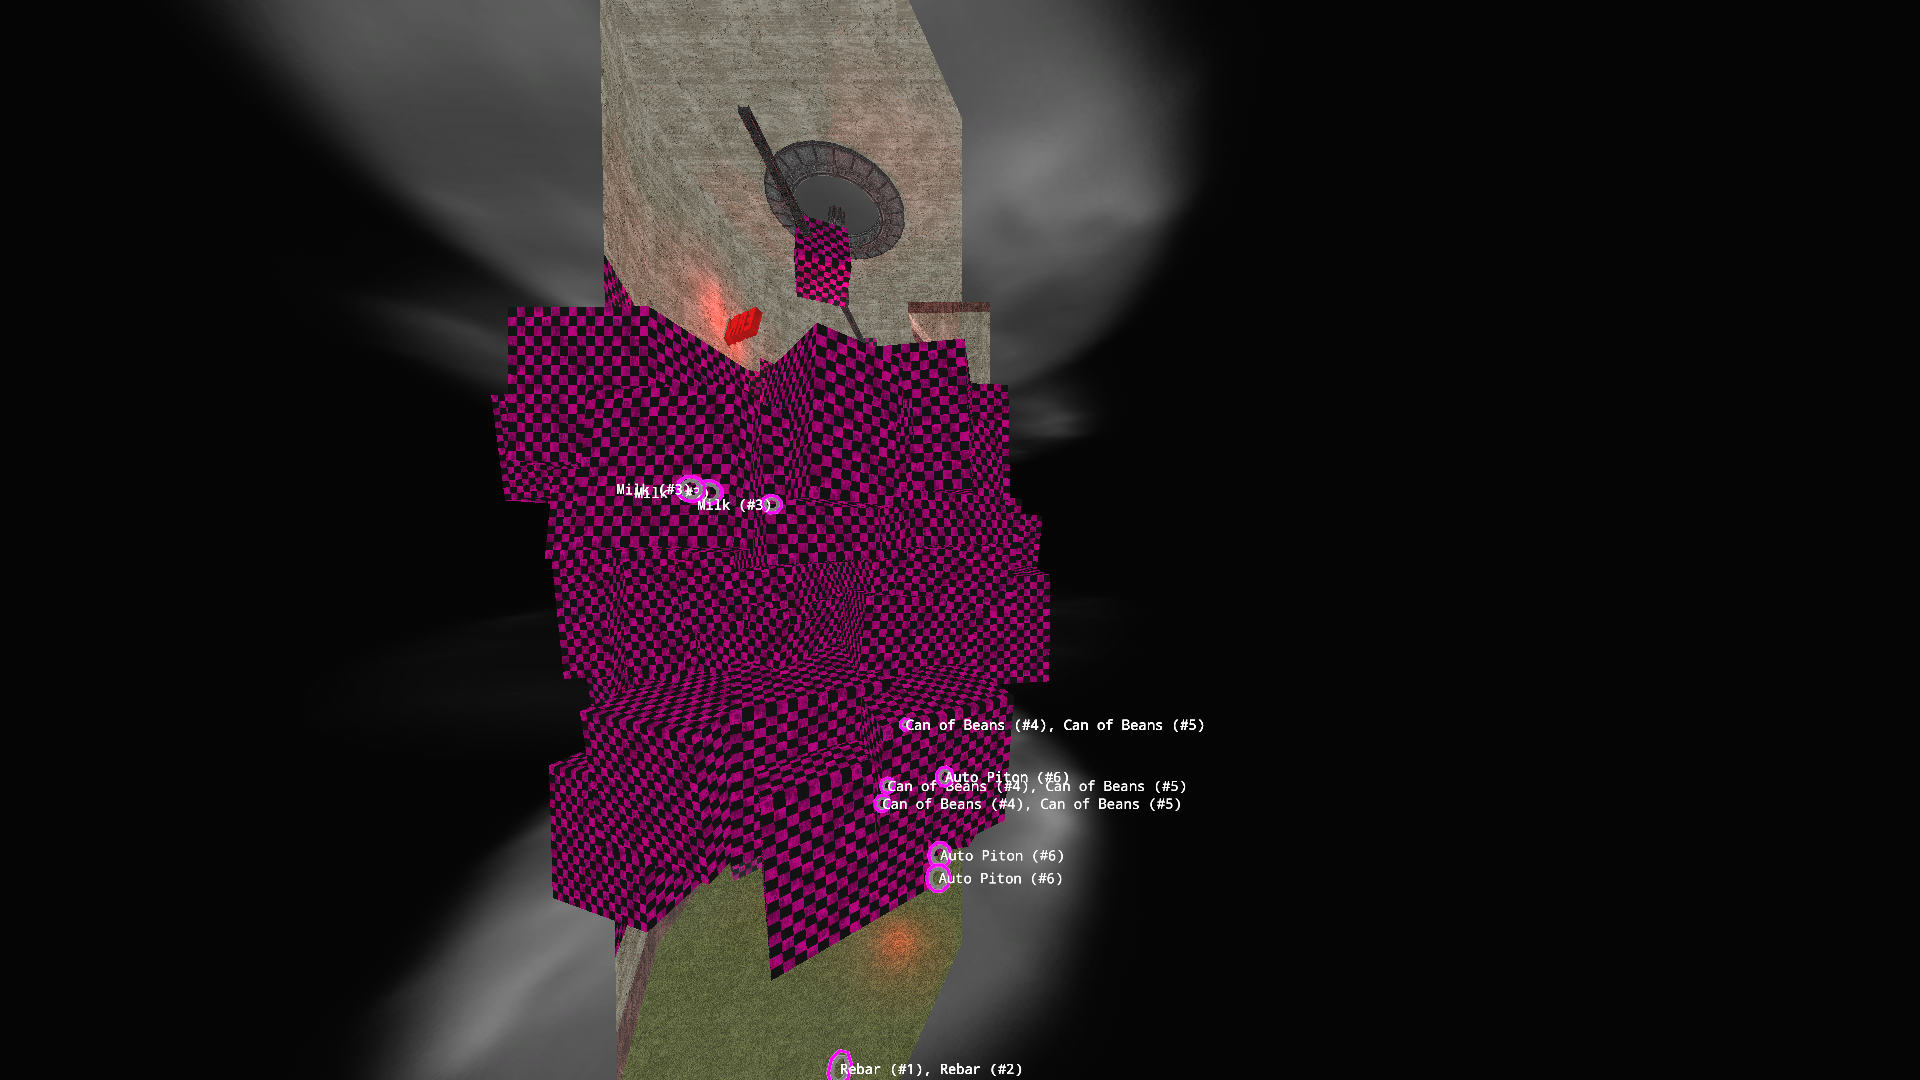 Milk (#3)
Milk (#3)
Milk (#3)
Can of Beans (#4), Can of Beans (#5)
Auto Piton (#6)
Can of Beans (#4), Can of Beans (#5)
Can of Beans (#4), Can of Beans (#5)
Auto Piton (#6)
Auto Piton (#6)
Rebar (#1), Rebar (#2)